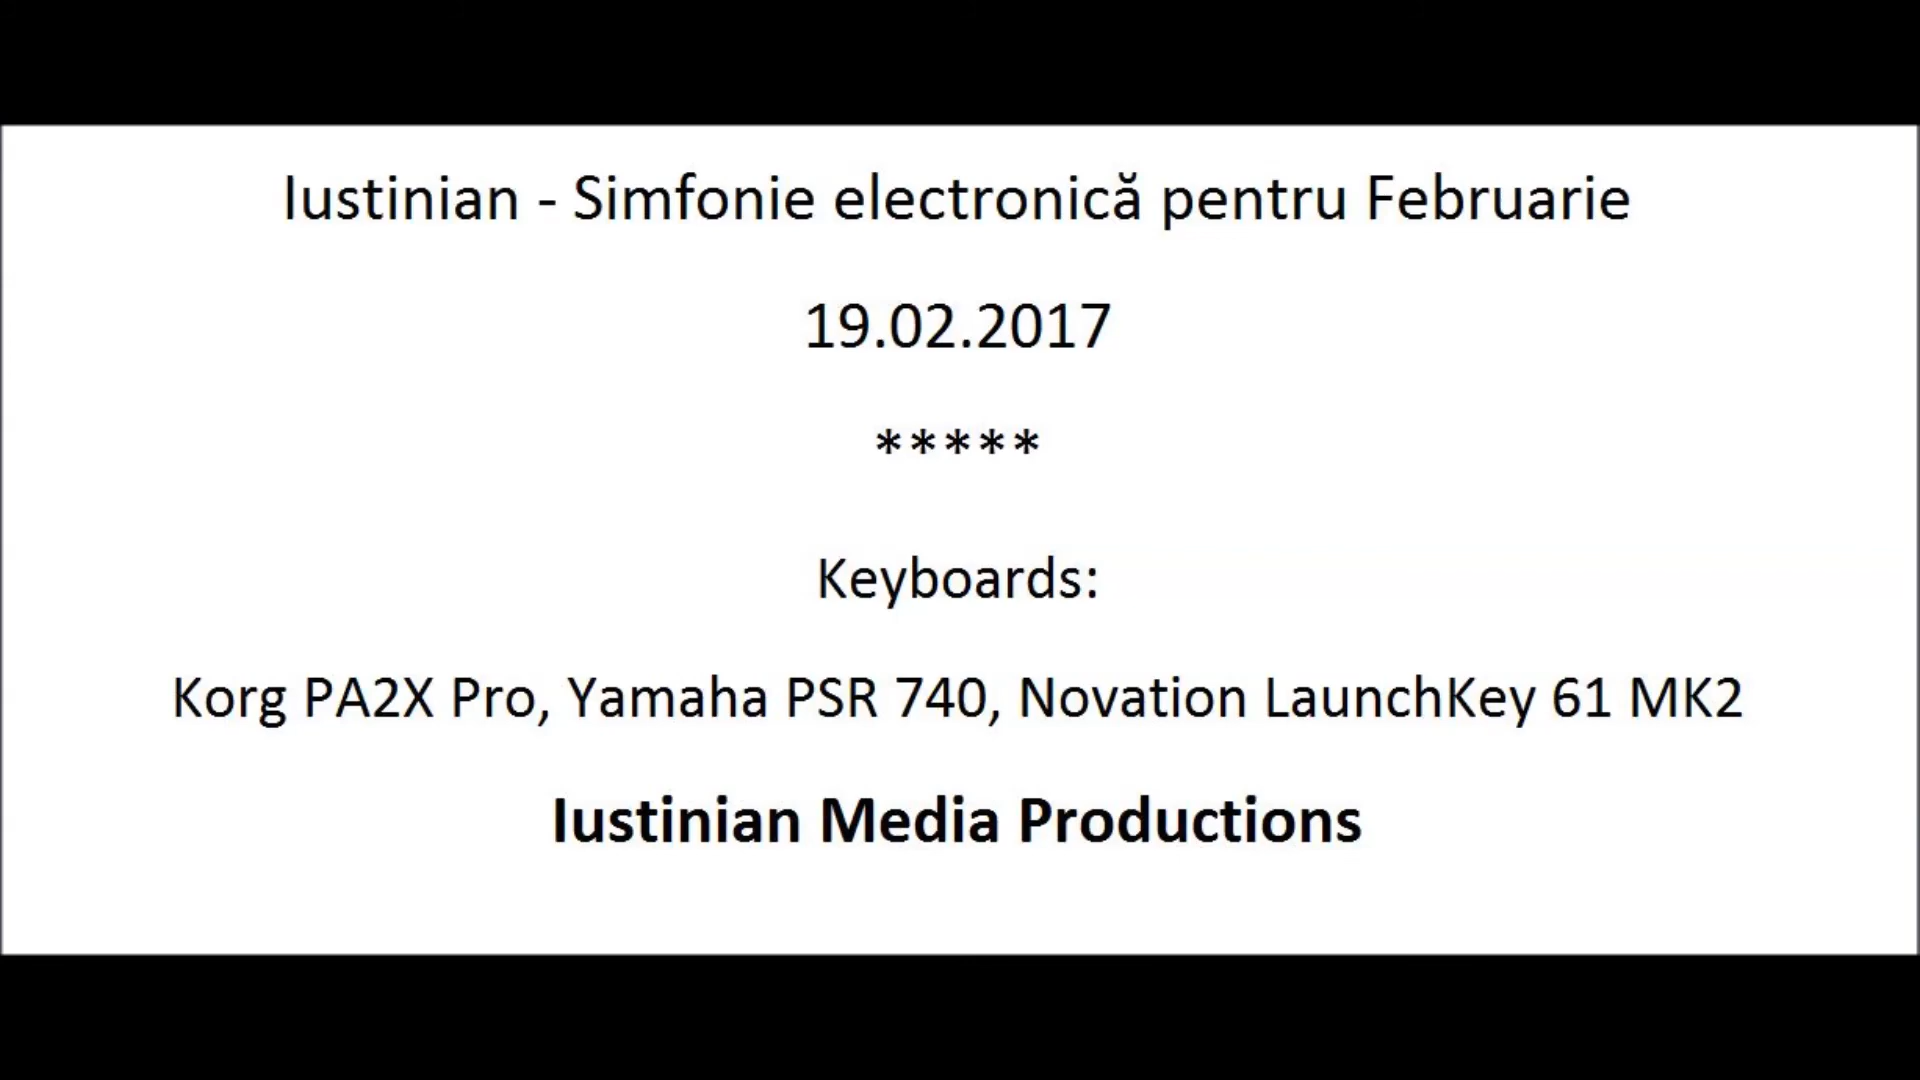 Iustinian - Simfonie electronică pentru Februarie
19.02.2017
*****
Keyboards:
Korg PA2X Pro, Yamaha PSR 740, Novation LaunchKey 61 MK2
Iustinian Media Productions